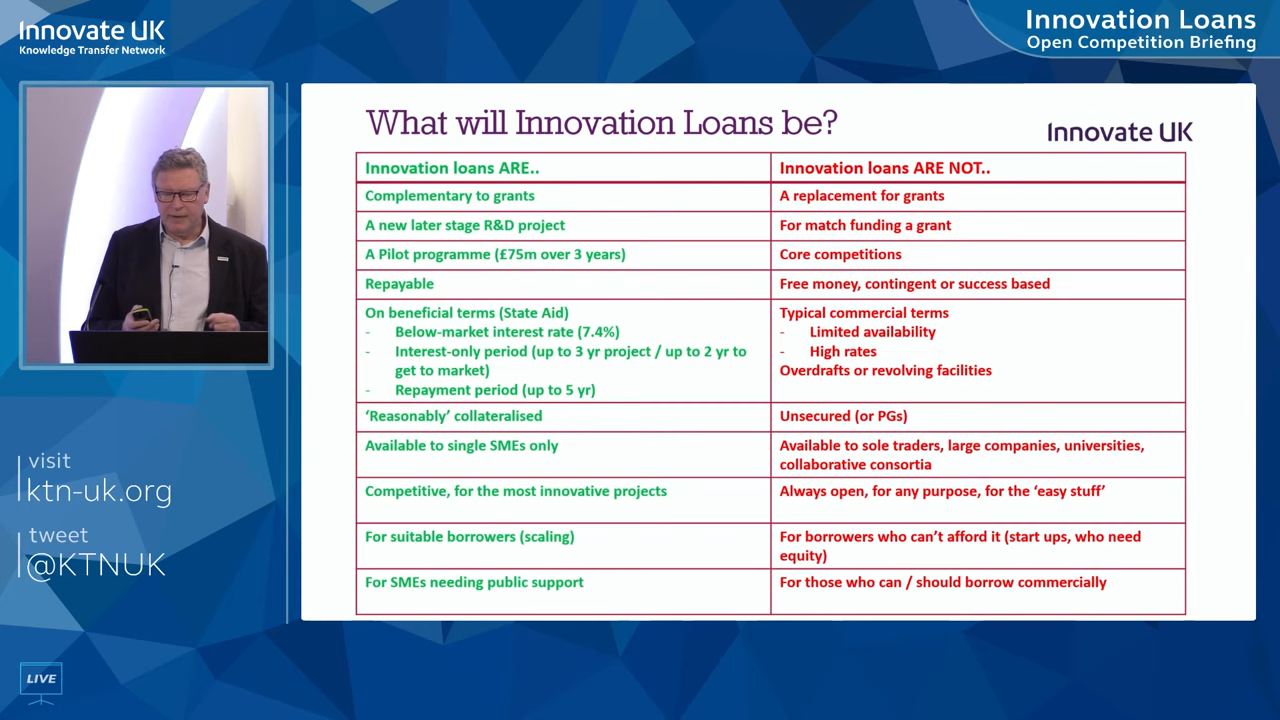 Innovate UK
Knowledge Transfer Network
Innovation Loans
Open Competition Briefing
What will Innovation Loans be?
Innovate UK
Innovation loans ARE..
Innovation loans ARE NOT..
Complementary to grants
A replacement for grants
A new later stage R&D project
For match funding a grant
A Pilot programme (£75m over 3 years)
Core competitions
Repayable
Free money, contingent or success based
On beneficial terms (State Aid)
- Below-market interest rate (7.4%)
- Interest-only period (up to 3 yr project / up to 2 yr to
get to market)
- Repayment period (up to 5 yr)
Typical commercial terms
- Limited availability
- High rates
Overdrafts or revolving facilities
‘Reasonably’ collateralised
Unsecured (or PGs)
Available to single SMEs only
Available to sole traders, large companies, universities,
collaborative consortia
Competitive, for the most innovative projects
Always open, for any purpose, for the ‘easy stuff’
For suitable borrowers (scaling)
For borrowers who can’t afford it (start ups, who need
equity)
For SMEs needing public support
For those who can / should borrow commercially
visit
ktn-uk.org
tweet
@KTNUK
LIVE